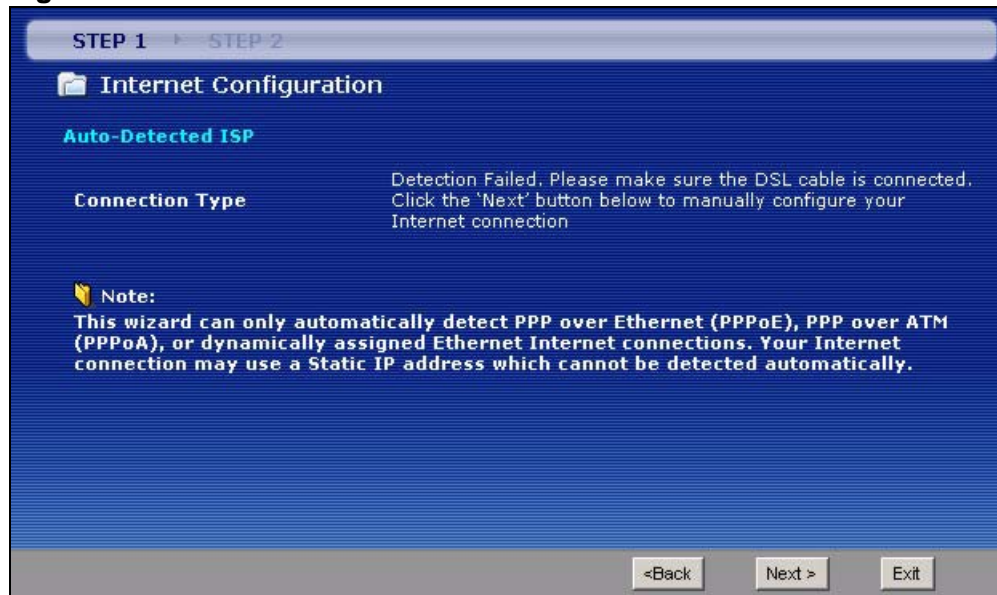 STEP 1 STEP 2
Internet Configuration
Auto-Detected ISP
Connection Type
Detection Failed. Please make sure the DSL cable is connected.
Click the 'Next' button below to manually configure your
Internet connection
Note:
This wizard can only automatically detect PPP over Ethernet (PPPoE), PPP over ATM
(PPPoA), or dynamically assigned Ethernet Internet connections. Your Internet
connection may use a Static IP address which cannot be detected automatically.
<Back Next > Exit